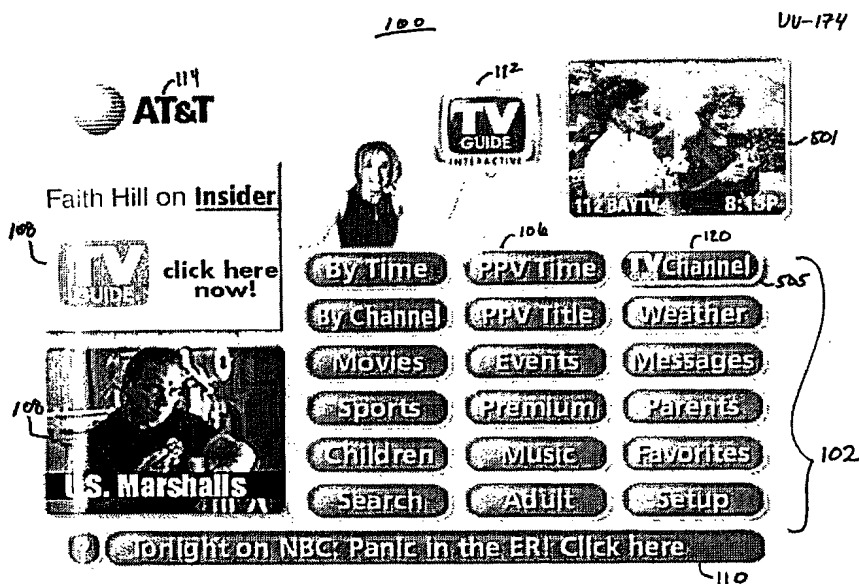 100
UU-174
114
AT&T
112
TV
GUIDE
INTERACTIVE
501
112 DAYTV 8:13P
Faith Hill on Insider
108
TV
GUIDE
click here
now!
106
120
By Time PPV Time TV Channel
505
By Channel PPV Title Weather
Movies Events Messages
108
Sports Premium Parents
102
Children Music Favorites
U.S. Marshalls
Search Adult Setup
? Tonight on NBC: Panic in the ER! Click here
110